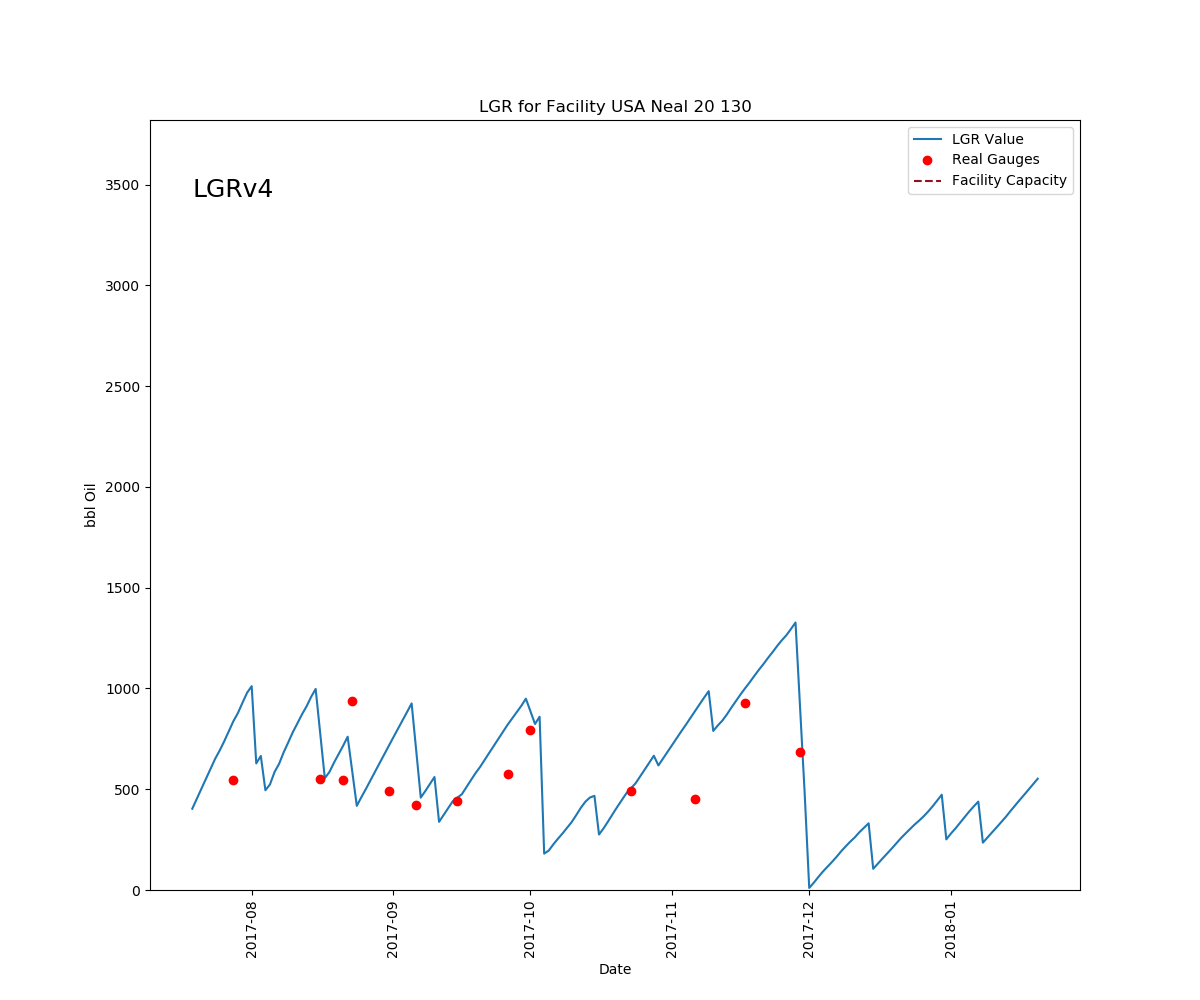 LGR for Facility USA Neal 20 130
LGR Value
Real Gauges
Facility Capacity
LGRv4
3500
3000
2500
2000
1500
1000
500
0
bbl Oil
2017-08
2017-09
2017-10
2017-11
2017-12
2018-01
Date